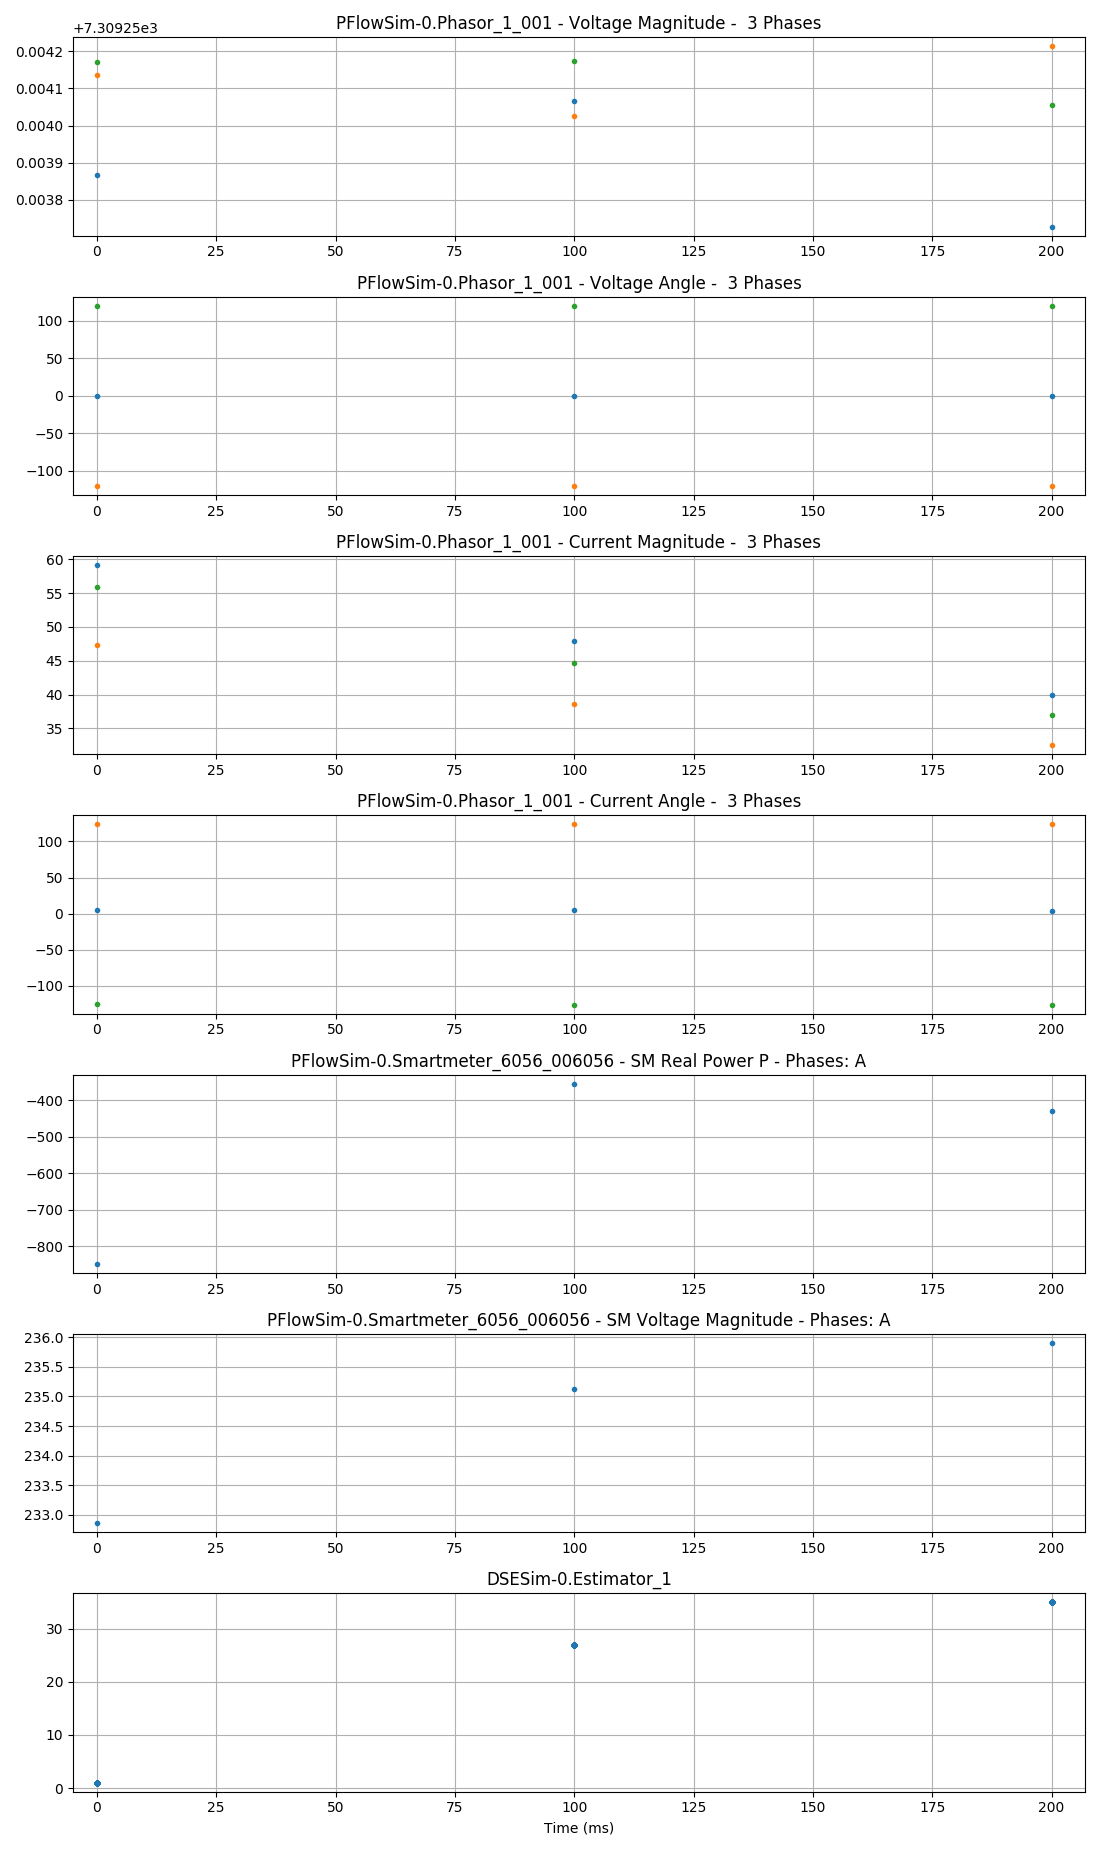 PFlowSim-0.Phasor_1_001 - Voltage Magnitude -  3 Phases
+7.30925e3
0.0042
0.0041
0.0040
0.0039
0.0038
0 25 50 75 100 125 150 175 200
PFlowSim-0.Phasor_1_001 - Voltage Angle -  3 Phases
100
50
0
−50
−100
0 25 50 75 100 125 150 175 200
PFlowSim-0.Phasor_1_001 - Current Magnitude -  3 Phases
60
55
50
45
40
35
0 25 50 75 100 125 150 175 200
PFlowSim-0.Phasor_1_001 - Current Angle -  3 Phases
100
50
0
−50
−100
0 25 50 75 100 125 150 175 200
PFlowSim-0.Smartmeter_6056_006056 - SM Real Power P - Phases: A
−400
−500
−600
−700
−800
0 25 50 75 100 125 150 175 200
PFlowSim-0.Smartmeter_6056_006056 - SM Voltage Magnitude - Phases: A
236.0
235.5
235.0
234.5
234.0
233.5
233.0
0 25 50 75 100 125 150 175 200
DSESim-0.Estimator_1
30
20
10
0
0 25 50 75 100 125 150 175 200
Time (ms)